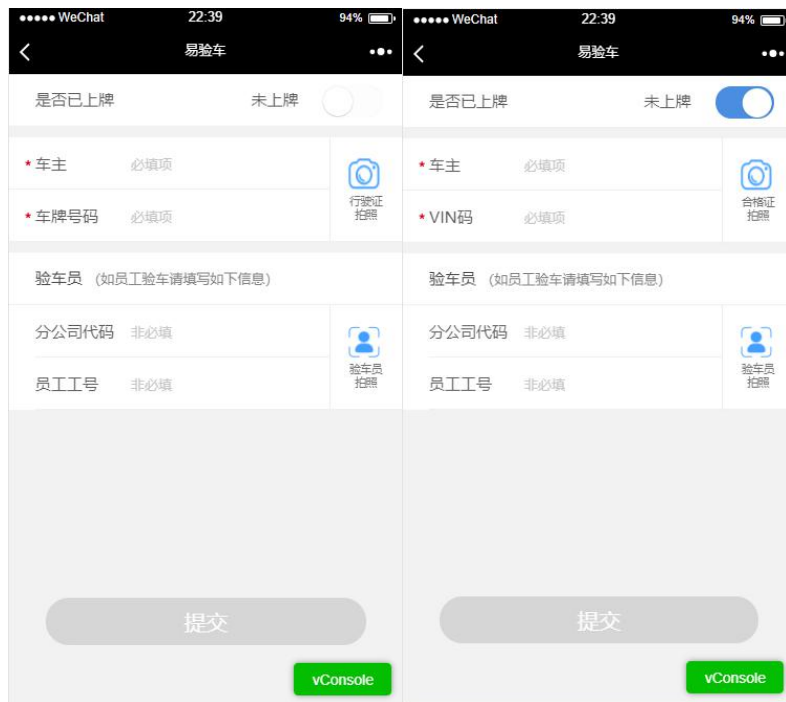 ●●●●● WeChat 22:39 94%
易验车
是否已上牌 未上牌
*车主 必填项
行驶证
拍照
*车牌号码 必填项
验车员 (如员工验车请填写如下信息)
分公司代码 非必填
验车员
拍照
员工工号 非必填
提交
vConsole
●●●●● WeChat 22:39 94%
易验车
是否已上牌 未上牌
*车主 必填项
合格证
拍照
*VIN码 必填项
验车员 (如员工验车请填写如下信息)
分公司代码 非必填
验车员
拍照
员工工号 非必填
提交
vConsole